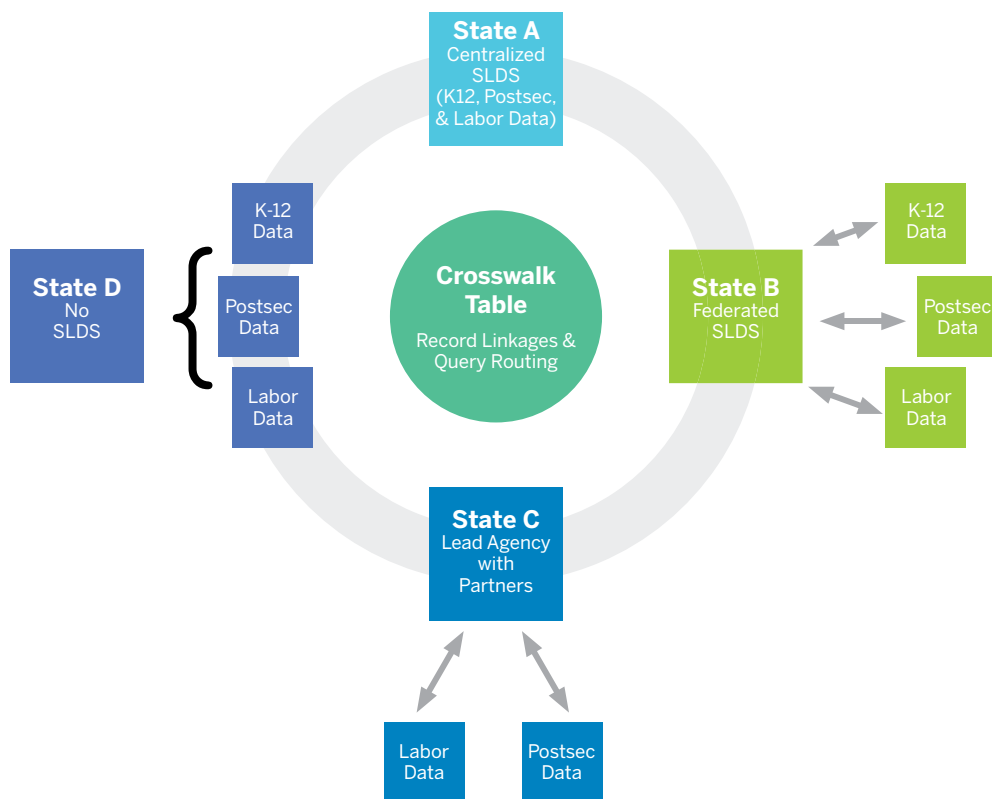 State A
Centralized
SLDS
(K12, Postsec,
& Labor Data)
K-12
Data
State D
No
SLDS
Postsec
Data
Labor
Data
Crosswalk
Table
Record Linkages &
Query Routing
State B
Federated
SLDS
K-12
Data
Postsec
Data
Labor
Data
State C
Lead Agency
with
Partners
Labor
Data
Postsec
Data